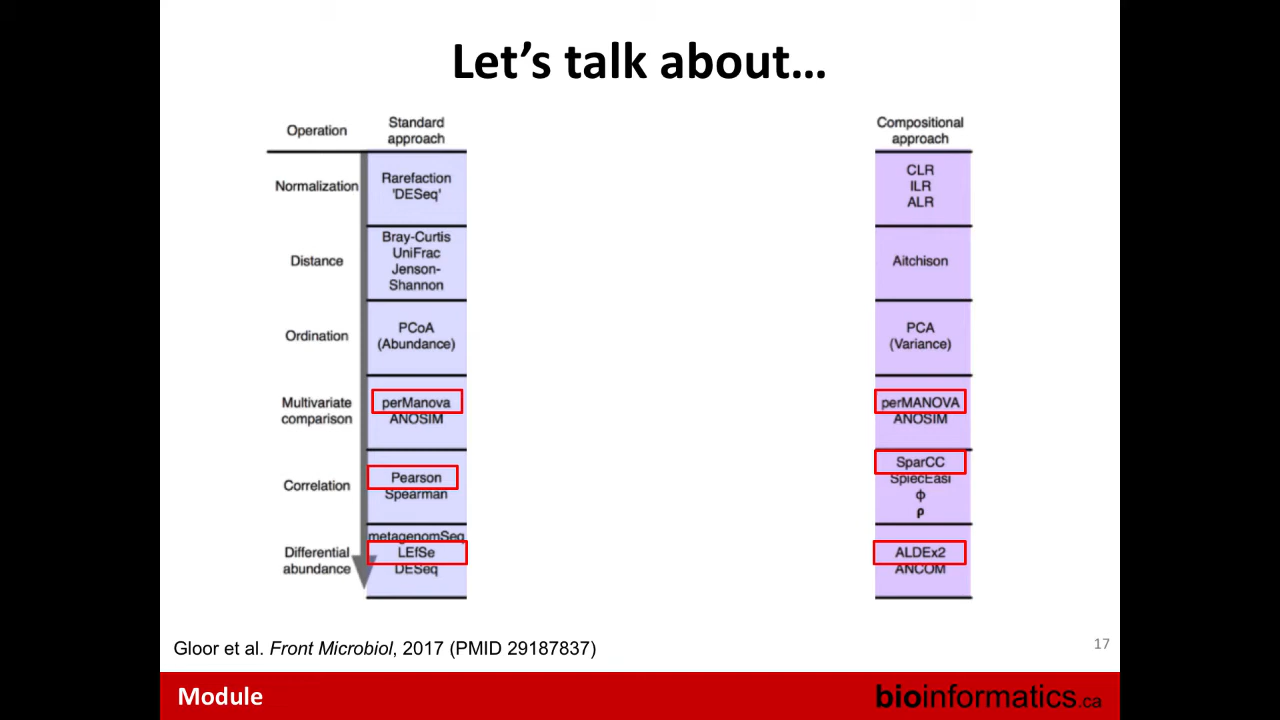 Let’s talk about…
Operation
Standard
approach
Compositional
approach
Normalization
Rarefaction
'DESeq'
CLR
ILR
ALR
Distance
Bray-Curtis
UniFrac
Jenson-
Shannon
Aitchison
Ordination
PCoA
(Abundance)
PCA
(Variance)
Multivariate
comparison
perManova
ANOSIM
perMANOVA
ANOSIM
Correlation
Pearson
Spearman
SparCC
SpiecEasi
ϕ
ρ
Differential
abundance
metagenomSeq
LEfSe
DESeq
ALDEx2
ANCOM
Gloor et al. Front Microbiol, 2017 (PMID 29187837)
17
Module
bioinformatics.ca